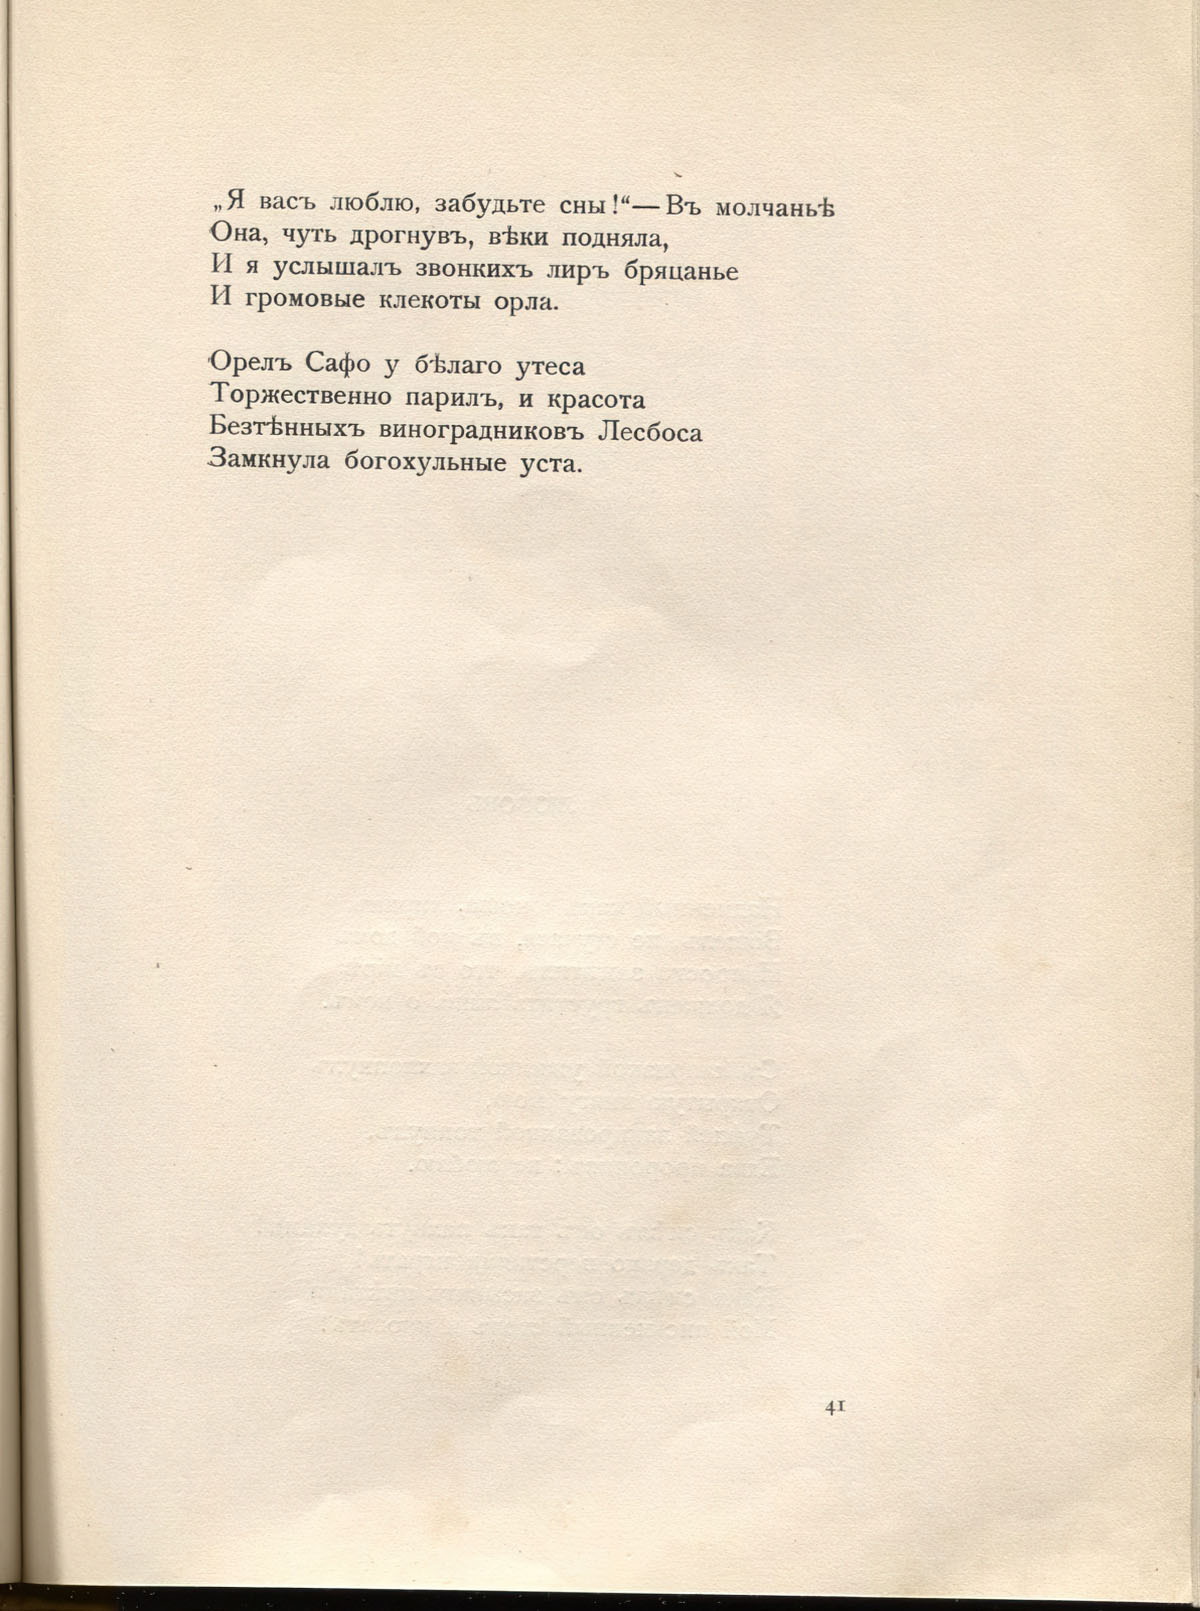 „Я васъ люблю, забудьте сны!“ — Въ молчаньѣ
Она, чуть дрогнувъ, вѣки подняла,
И я услышалъ звонкихъ лиръ бряцанье
И громовые клекоты орла.
Орелъ Сафо у бѣлаго утеса
Торжественно парилъ, и красота
Безтѣнныхъ виноградниковъ Лесбоса
Замкнула богохульные уста.
41